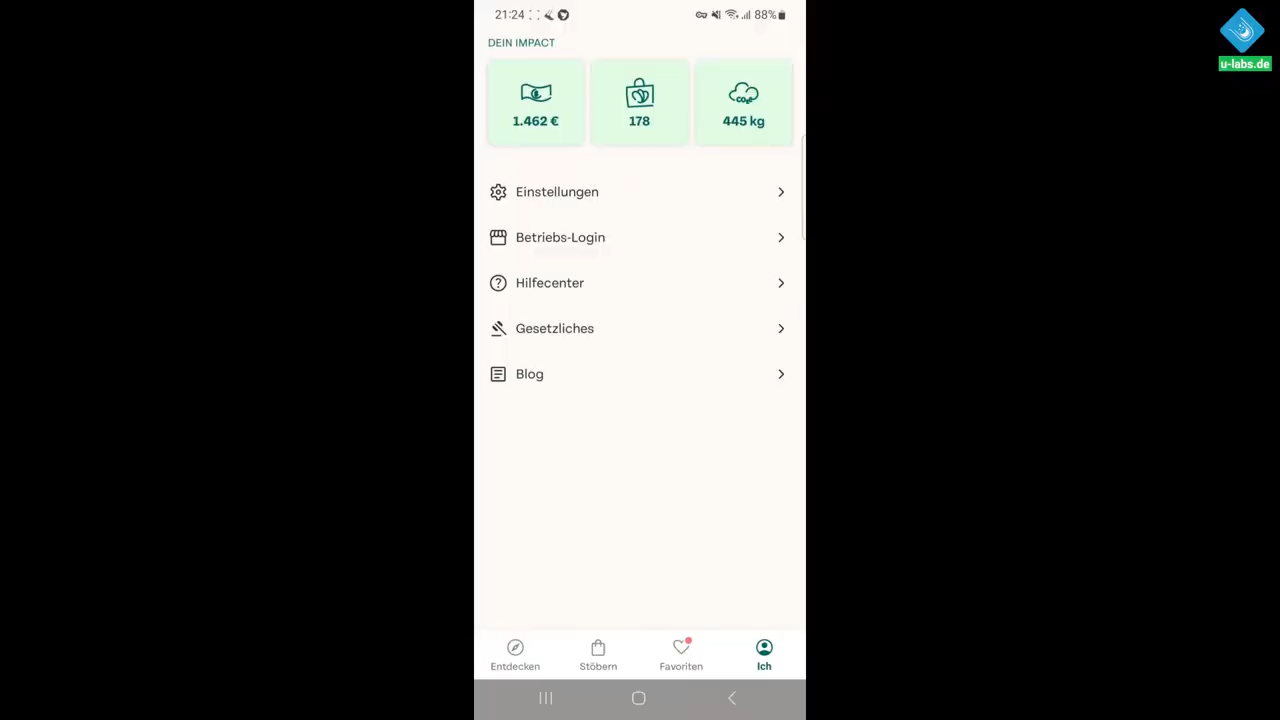 21:24
88%
u-labs.de
DEIN IMPACT
1.462 €
178
CO₂e
445 kg
Einstellungen
Betriebs-Login
Hilfecenter
Gesetzliches
Blog
Entdecken
Stöbern
Favoriten
Ich